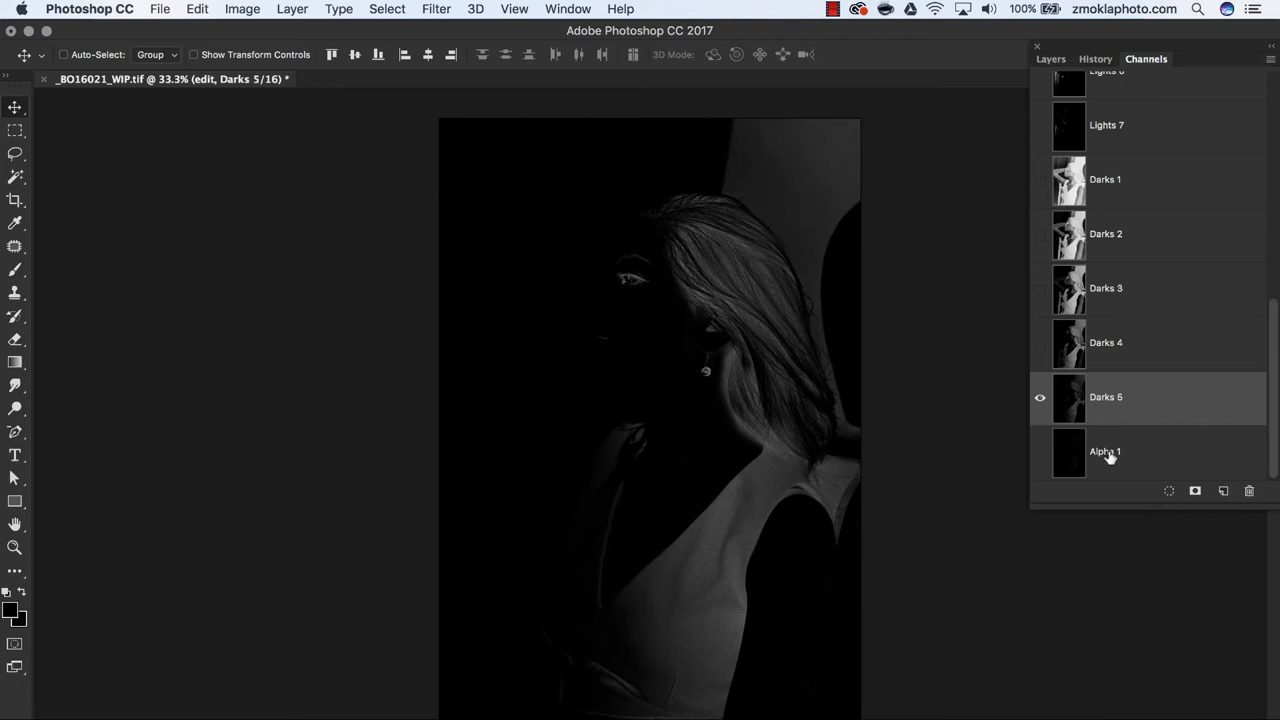 Photoshop CC File Edit Image Layer Type Select Filter 3D View Window Help 100% zmoklaphoto.com
Adobe Photoshop CC 2017
Auto-Select: Group Show Transform Controls 3D Mode:
_BO16021_WIP.tif @ 33.3% (edit, Darks 5/16) *
Layers History Channels
Lights 6
Lights 7
Darks 1
Darks 2
Darks 3
Darks 4
Darks 5
Alpha 1